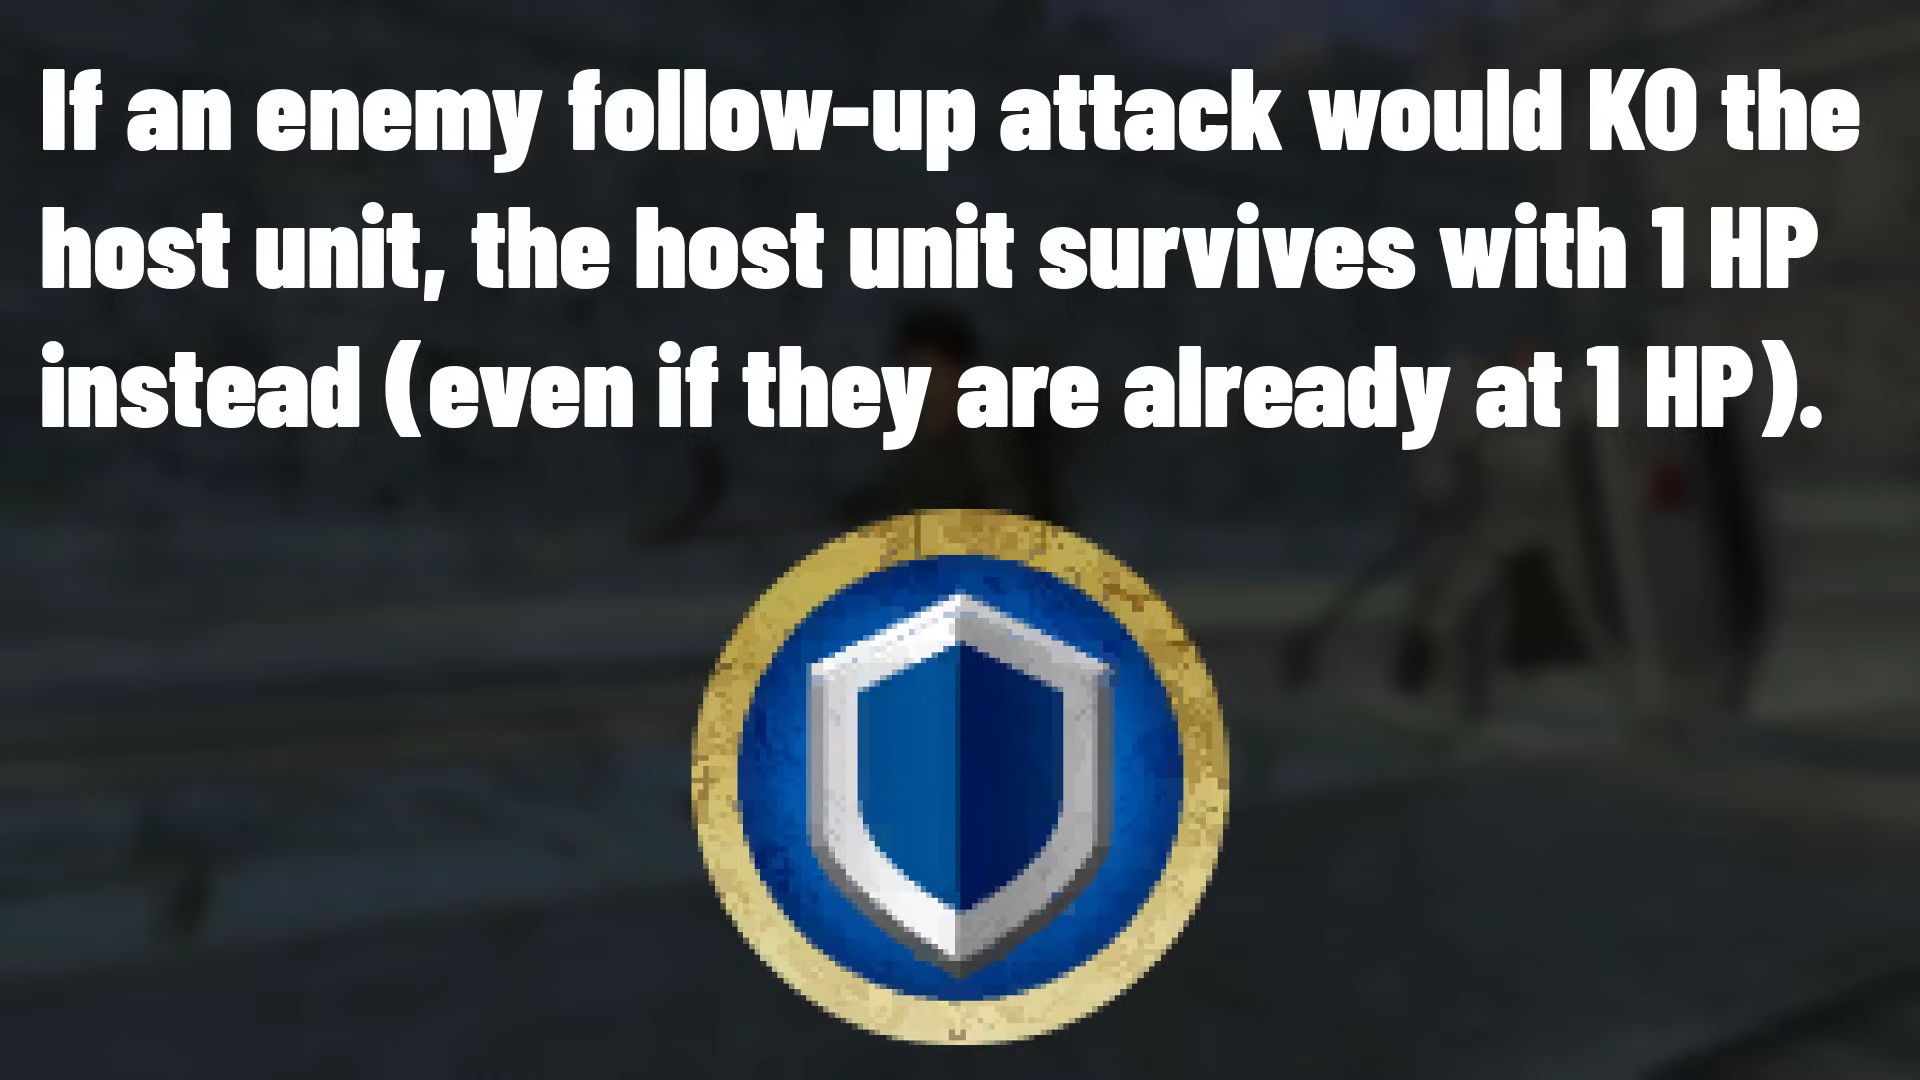 If an enemy follow-up attack would KO the
host unit, the host unit survives with 1 HP
instead (even if they are already at 1 HP).